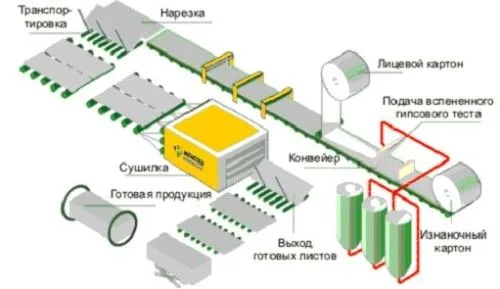 Транспор-
тировка
Нарезка
Лицевой картон
Подача вспененного
гипсового теста
Конвейер
Сушилка
Готовая продукция
Выход
готовых листов
Изнаночный
картон